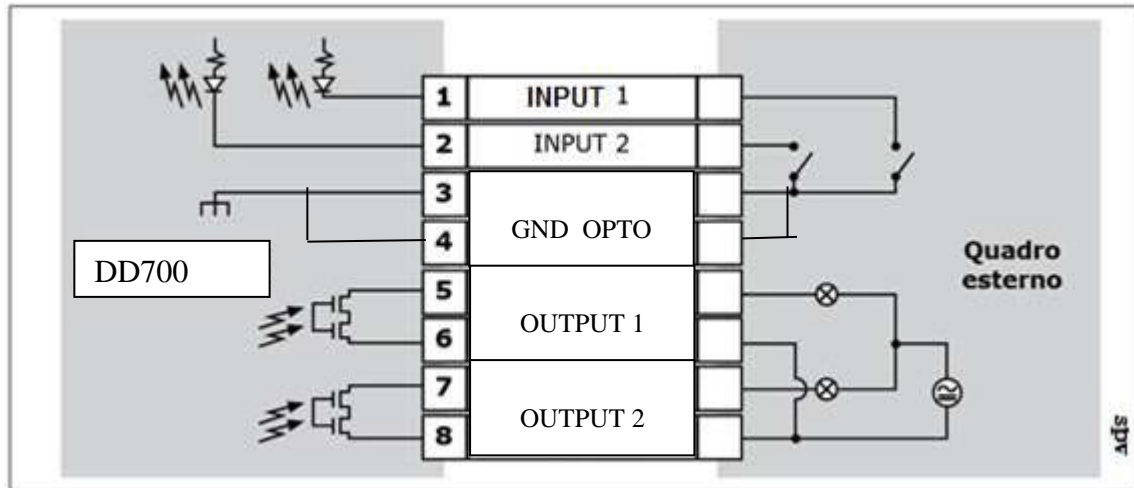 1 INPUT 1
2 INPUT 2
3
GND OPTO
4
DD700
Quadro
esterno
5
OUTPUT 1
6
7
OUTPUT 2
8
spv